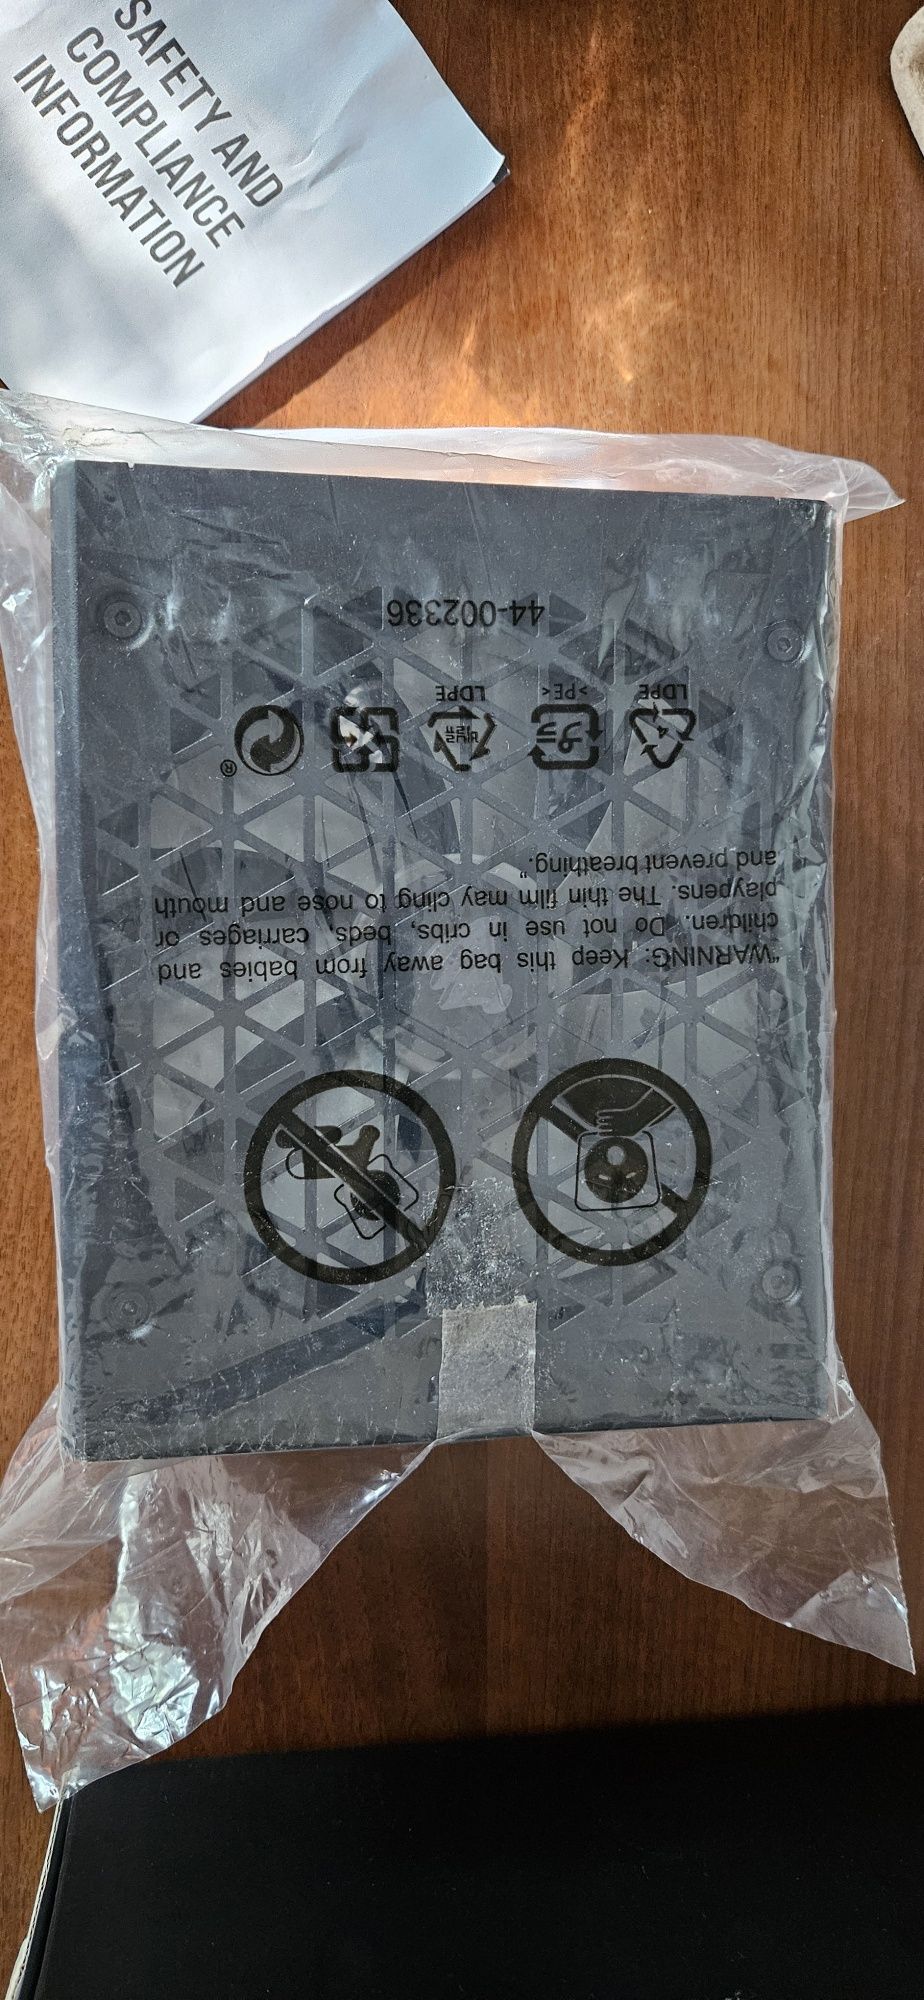 SAFETY AND
COMPLIANCE
INFORMATION
"WARNING: Keep this bag away from babies and
children. Do not use in cribs, beds, carriages or
playpens. The thin film may cling to nose and mouth
and prevent breathing."
LDPE
>PE<
LDPE
®
44-002336